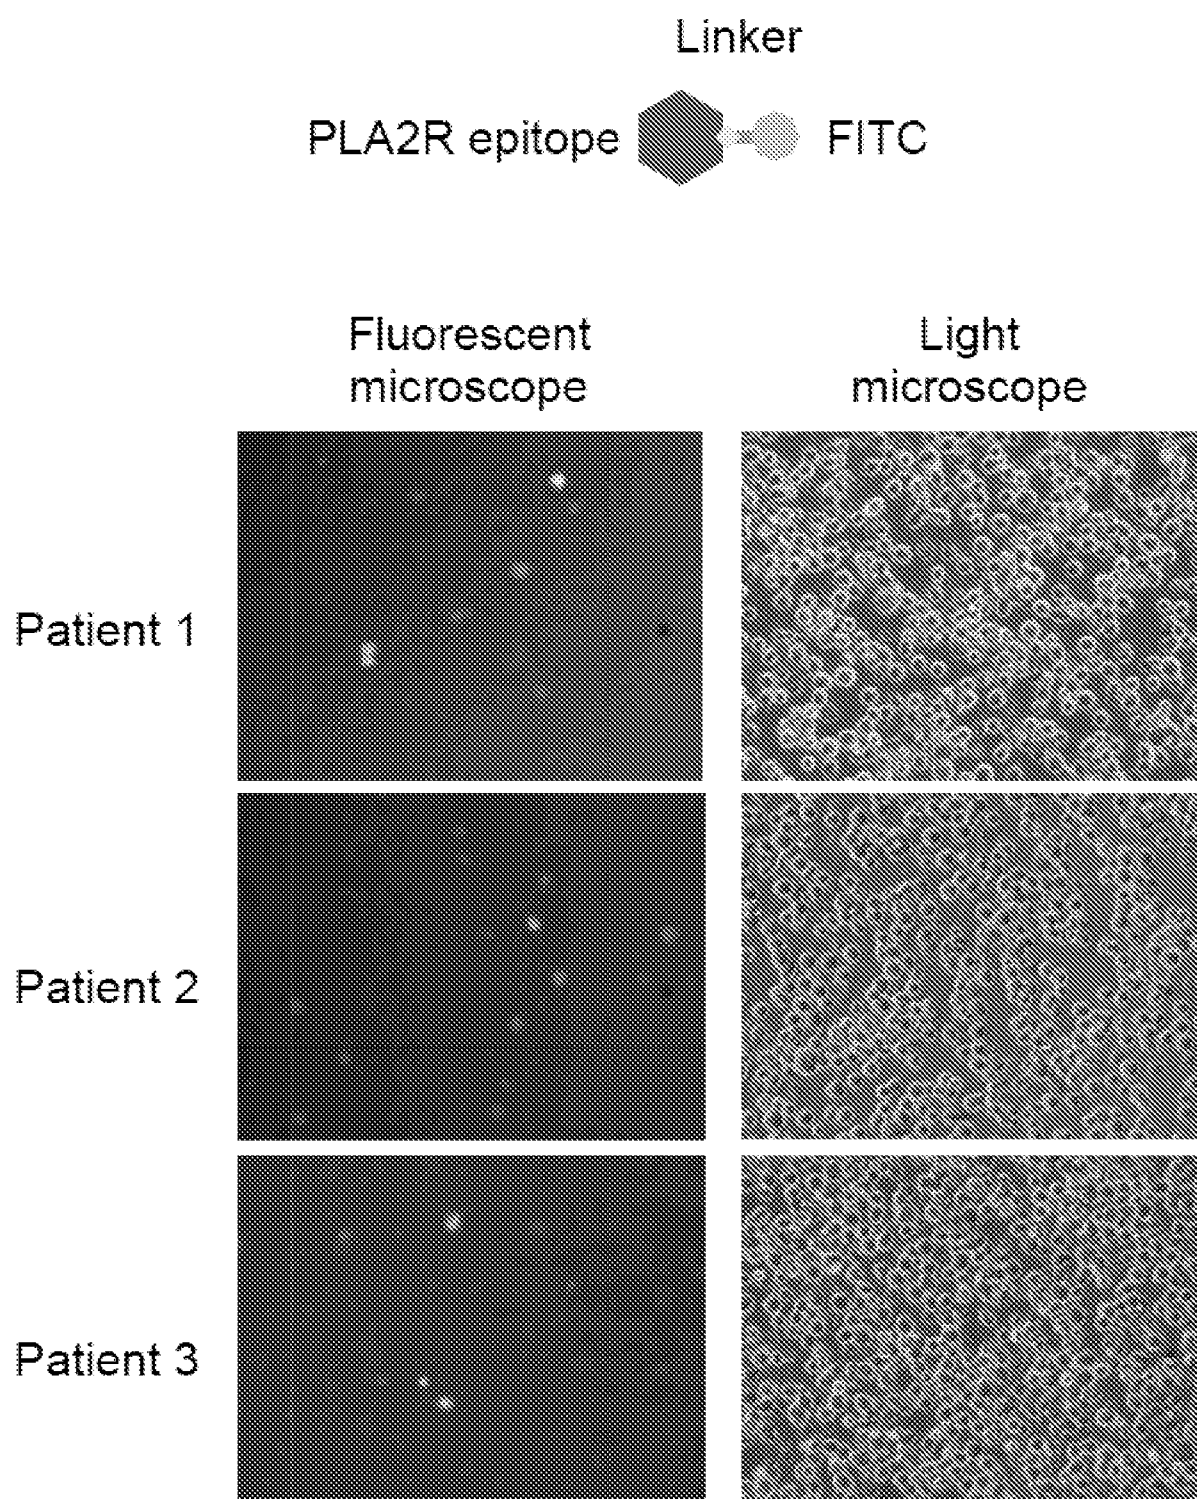 Linker
PLA2R epitope FITC
Fluorescent microscope
Light microscope
Patient 1
Patient 2
Patient 3